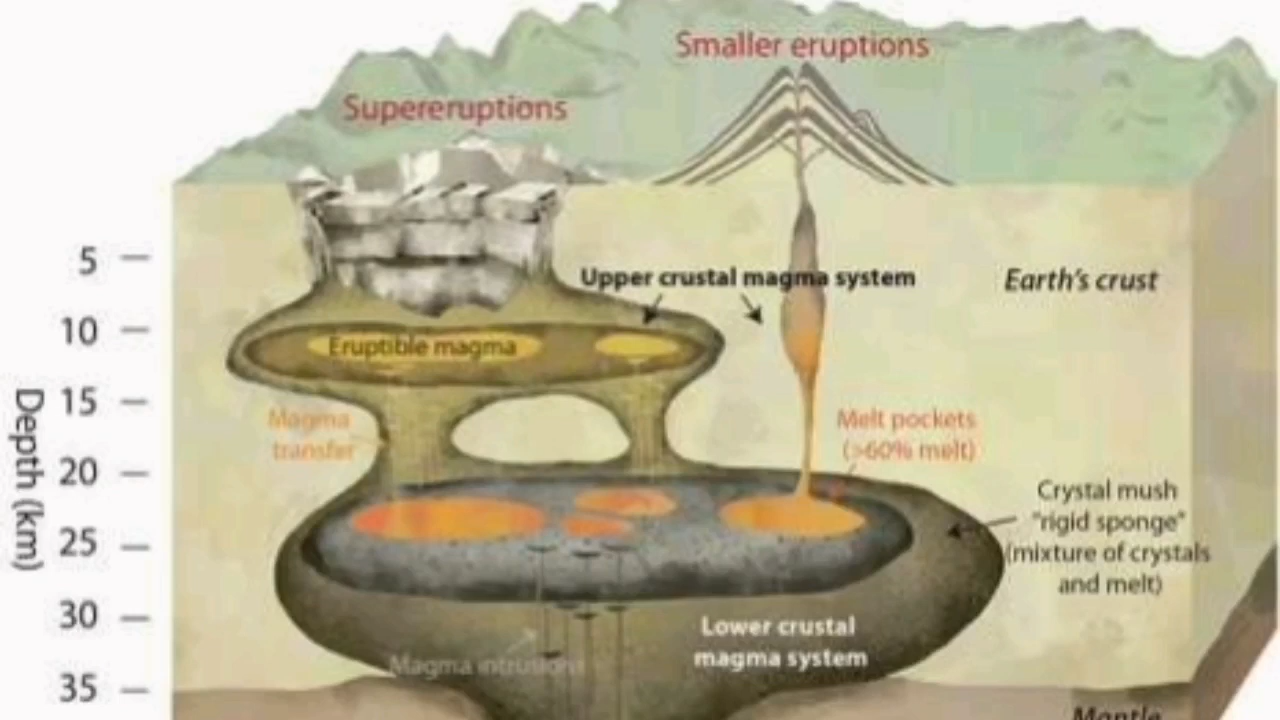 Smaller eruptions
Supereruptions
5
Upper crustal magma system
Earth's crust
10
Eruptible magma
15
Magma
transfer
Melt pockets
(>60% melt)
Depth (km)
20
Crystal mush
"rigid sponge"
(mixture of crystals
and melt)
25
30
Lower crustal
magma system
Magma intrusions
35
Mantle